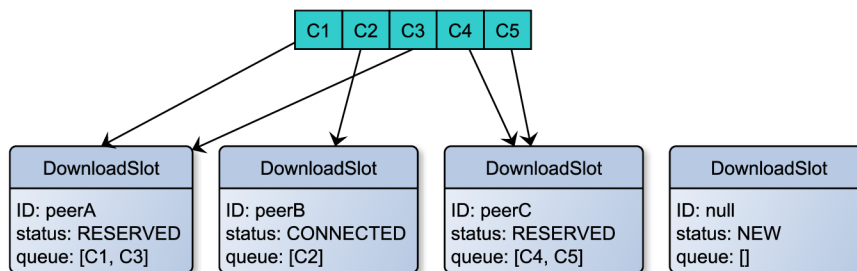 C1 C2 C3 C4 C5
DownloadSlot
ID: peerA
status: RESERVED
queue: [C1, C3]
DownloadSlot
ID: peerB
status: CONNECTED
queue: [C2]
DownloadSlot
ID: peerC
status: RESERVED
queue: [C4, C5]
DownloadSlot
ID: null
status: NEW
queue: []